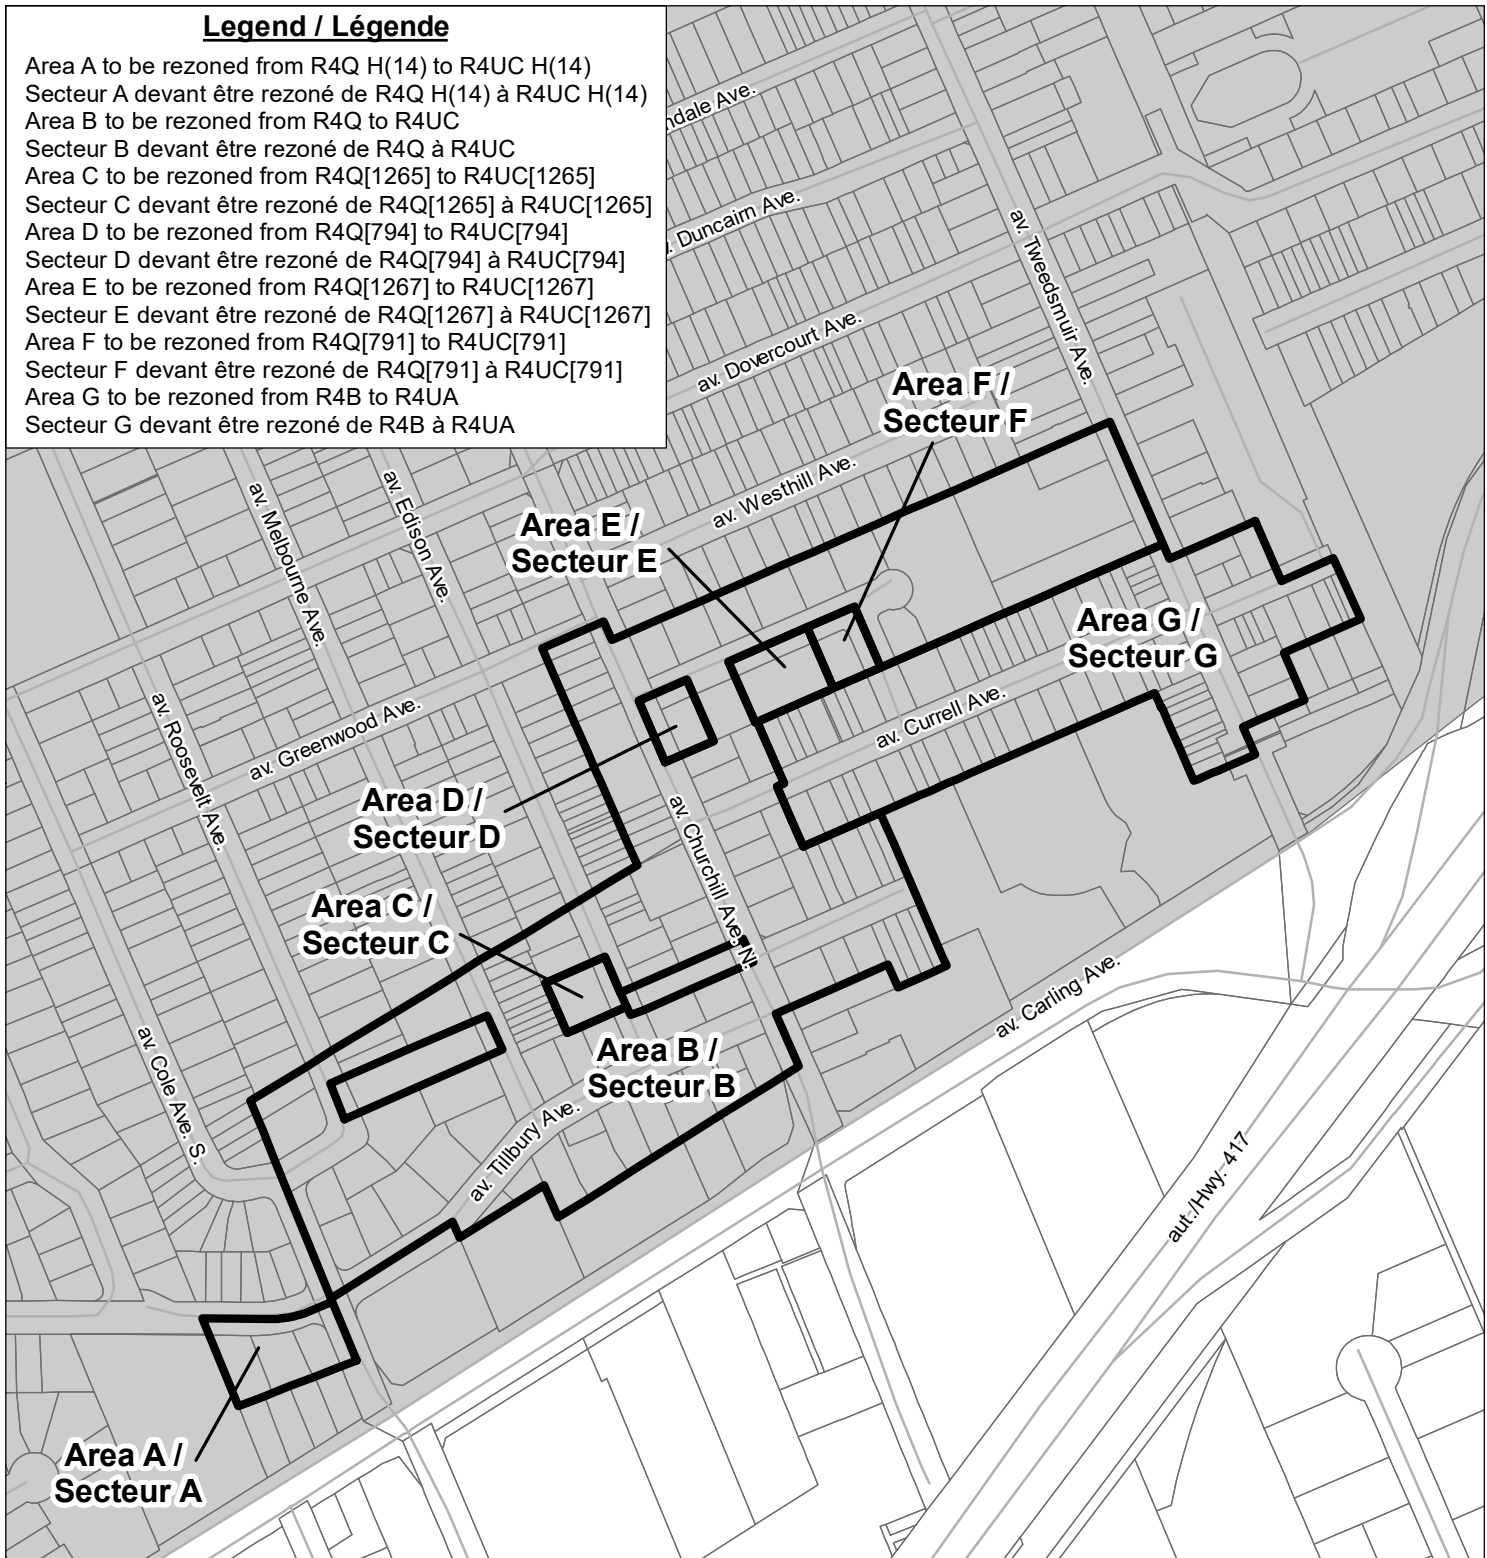 Legend / Légende
Area A to be rezoned from R4Q H(14) to R4UC H(14)
Secteur A devant être rezoné de R4Q H(14) à R4UC H(14)
Area B to be rezoned from R4Q to R4UC
Secteur B devant être rezoné de R4Q à R4UC
Area C to be rezoned from R4Q[1265] to R4UC[1265]
Secteur C devant être rezoné de R4Q[1265] à R4UC[1265]
Area D to be rezoned from R4Q[794] to R4UC[794]
Secteur D devant être rezoné de R4Q[794] à R4UC[794]
Area E to be rezoned from R4Q[1267] to R4UC[1267]
Secteur E devant être rezoné de R4Q[1267] à R4UC[1267]
Area F to be rezoned from R4Q[791] to R4UC[791]
Secteur F devant être rezoné de R4Q[791] à R4UC[791]
Area G to be rezoned from R4B to R4UA
Secteur G devant être rezoné de R4B à R4UA
Ave.
Duncairn Ave.
av. Tweedsmuir Ave.
av. Dovercourt Ave.
Area F /
Secteur F
av. Westhill Ave.
av. Edison Ave.
av. Melbourne Ave.
Area E /
Secteur E
Area G /
Secteur G
av. Roosevelt Ave.
av. Greenwood Ave.
av. Currell Ave.
Area D /
Secteur D
av. Churchill Ave. N.
Area C /
Secteur C
av. Carling Ave.
av. Cole Ave. S.
Area B /
Secteur B
av. Tillbury Ave.
aut./Hwy. 417
Area A /
Secteur A